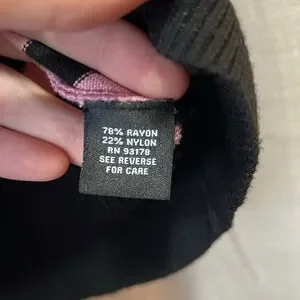 78% RAYON
22% NYLON
RN 93178
SEE REVERSE
FOR CARE